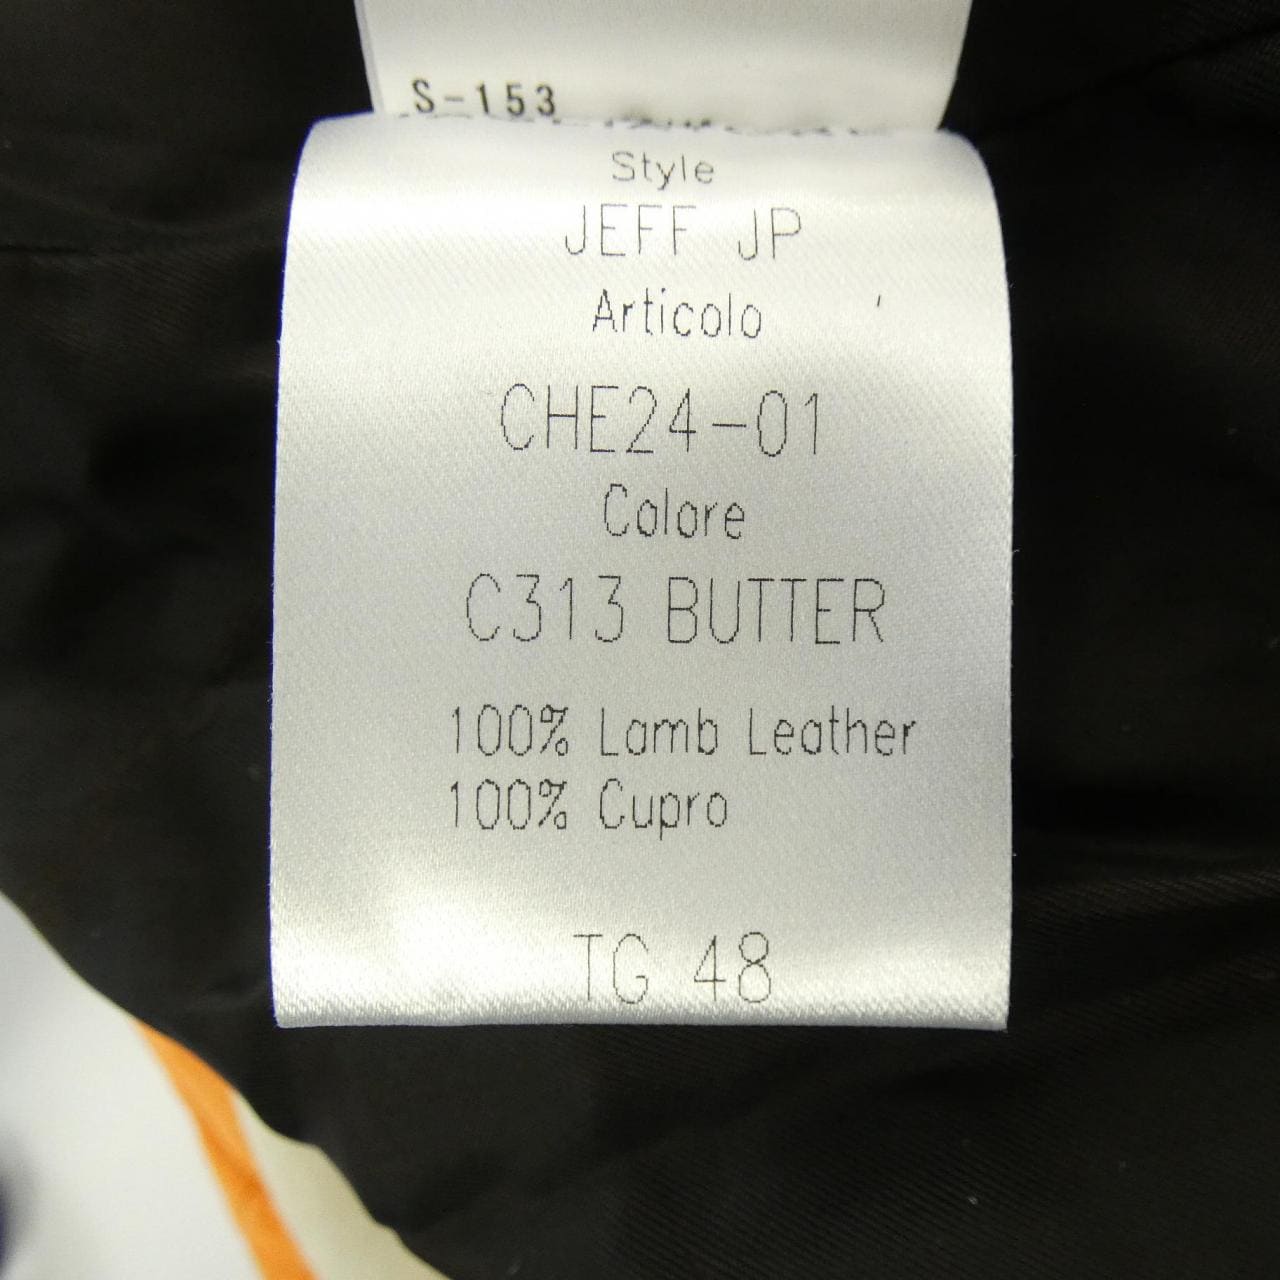 S-153
Style
JEFF JP
Articolo
CHE24-01
Colore
C313 BUTTER
100% Lamb Leather
100% Cupro
TG 48